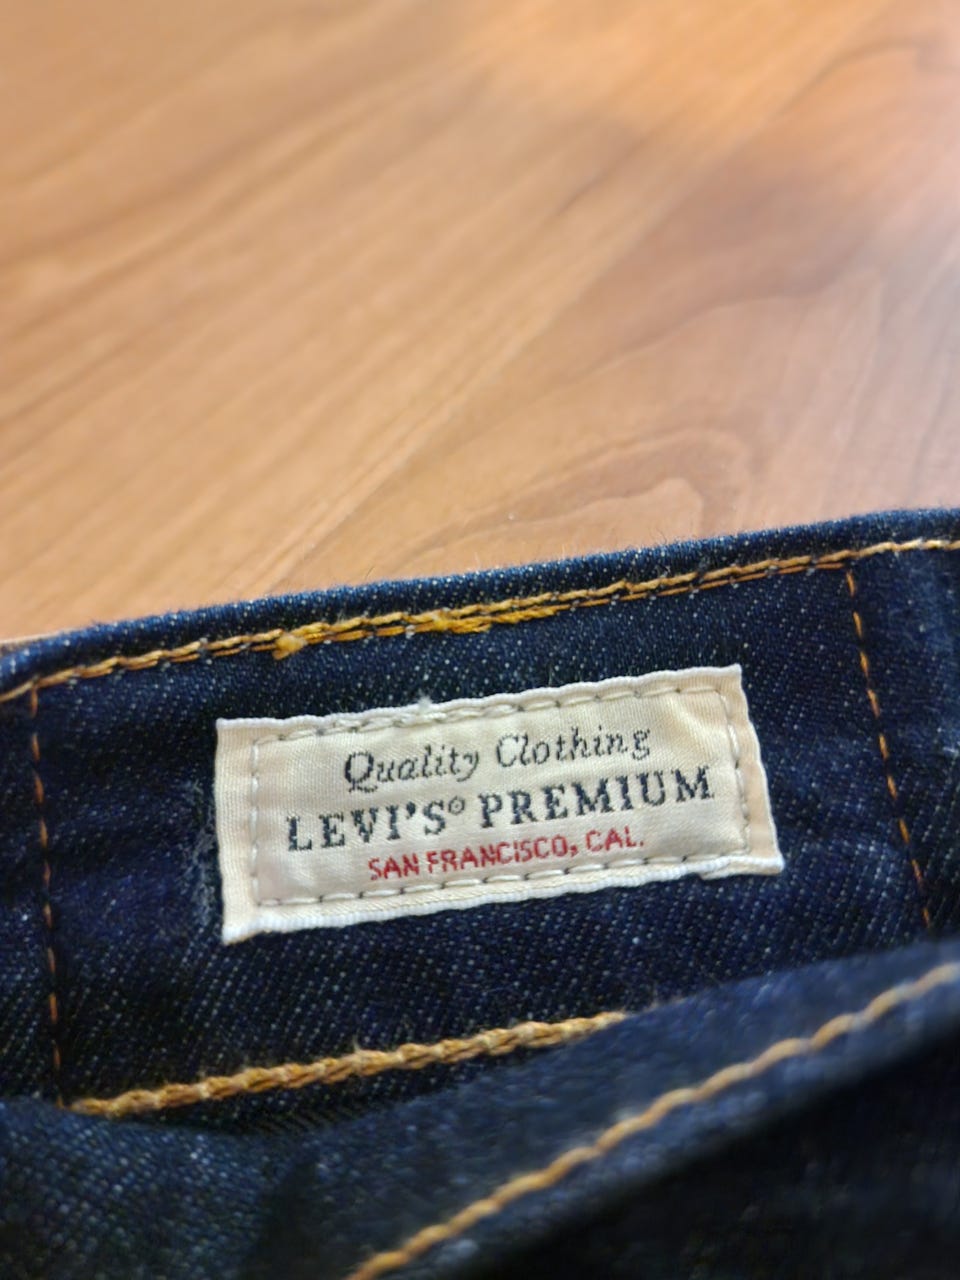 Quality Clothing
LEVI'S® PREMIUM
SAN FRANCISCO, CAL.